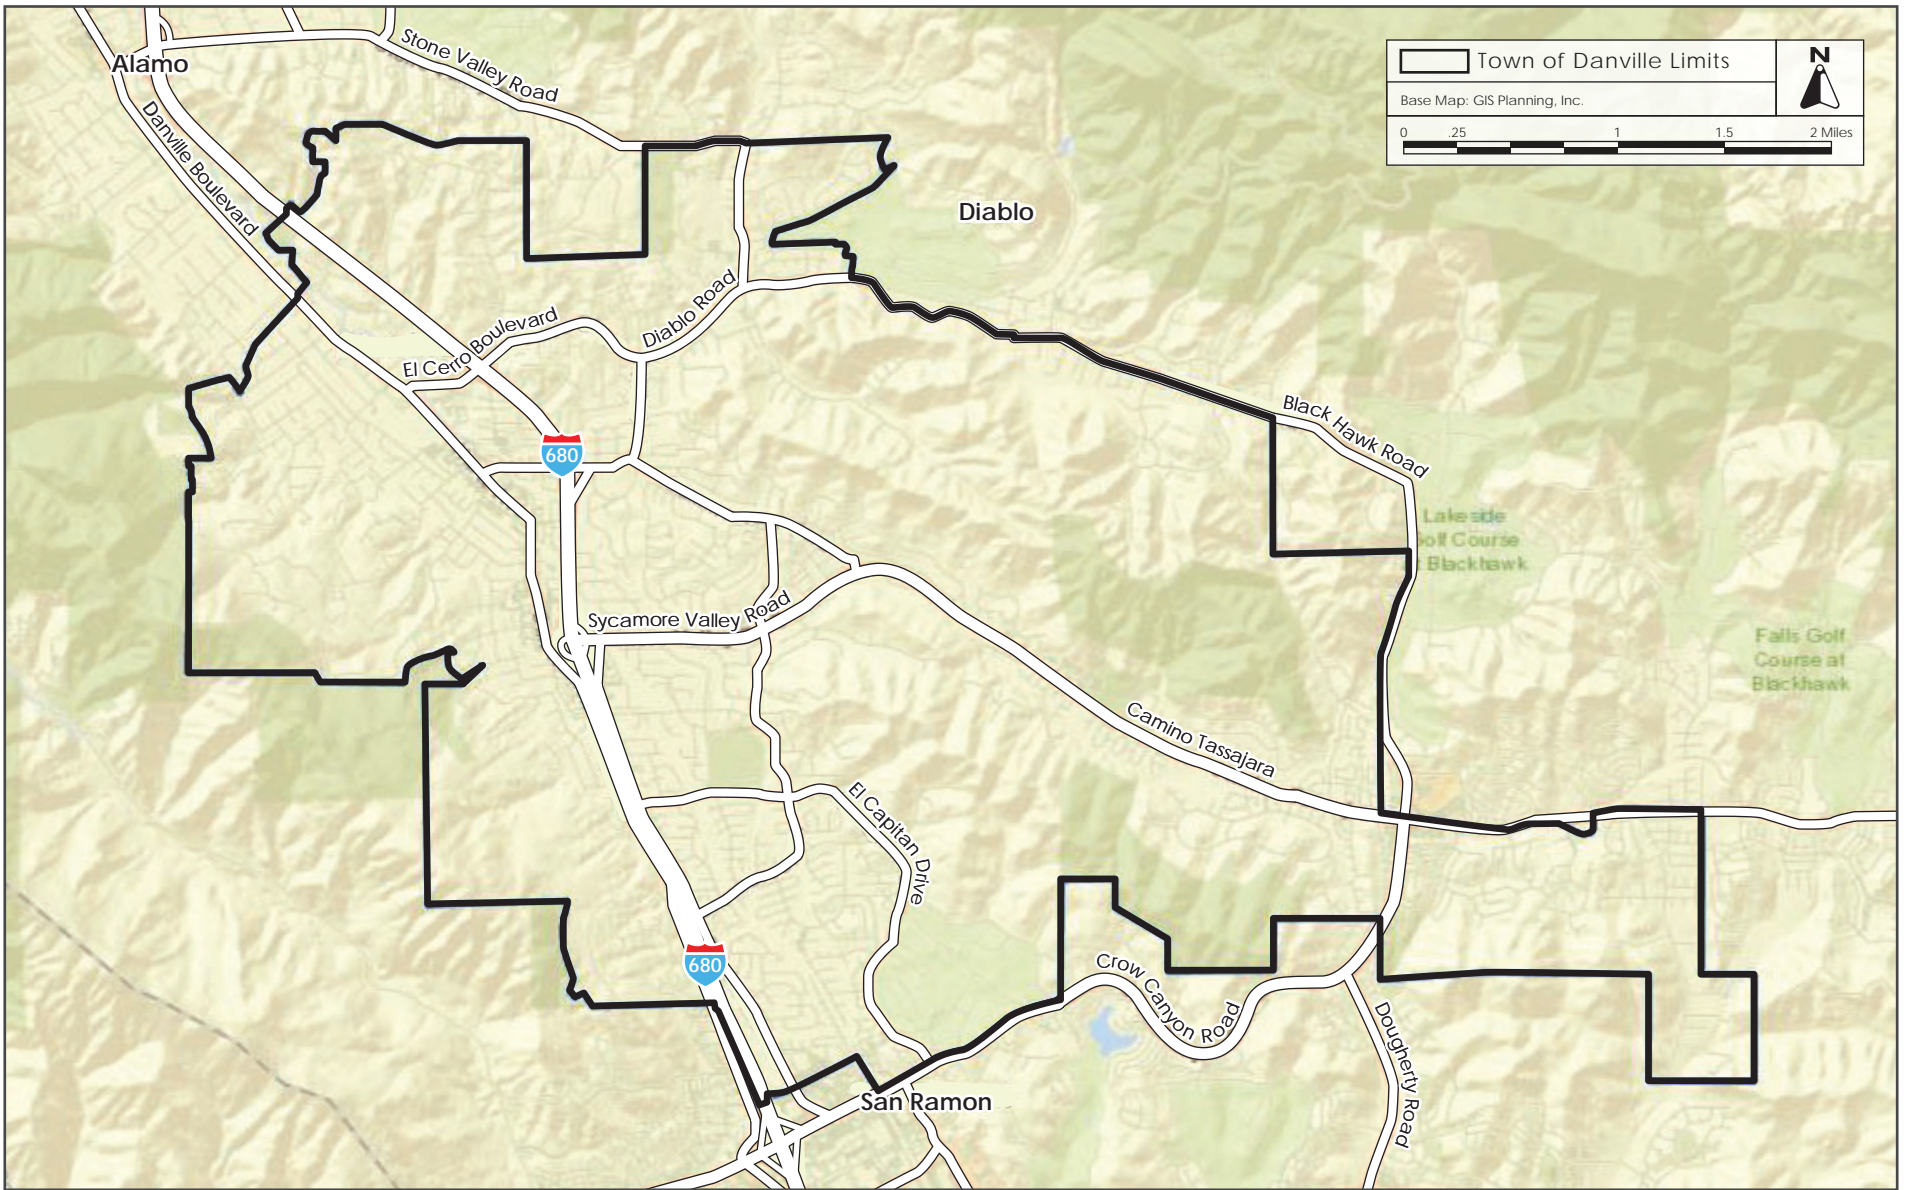 Alamo
Stone Valley Road
Danville Boulevard
Town of Danville Limits
N
Base Map: GIS Planning, Inc.
0 .25 1 1.5 2 Miles
Diablo
Diablo Road
El Cerro Boulevard
680
Black Hawk Road
Lakeside
Golf Course
at Blackhawk
Sycamore Valley Road
Falls Golf
Course at
Blackhawk
Camino Tassajara
El Capitan Drive
680
Crow Canyon Road
Dougherty Road
San Ramon